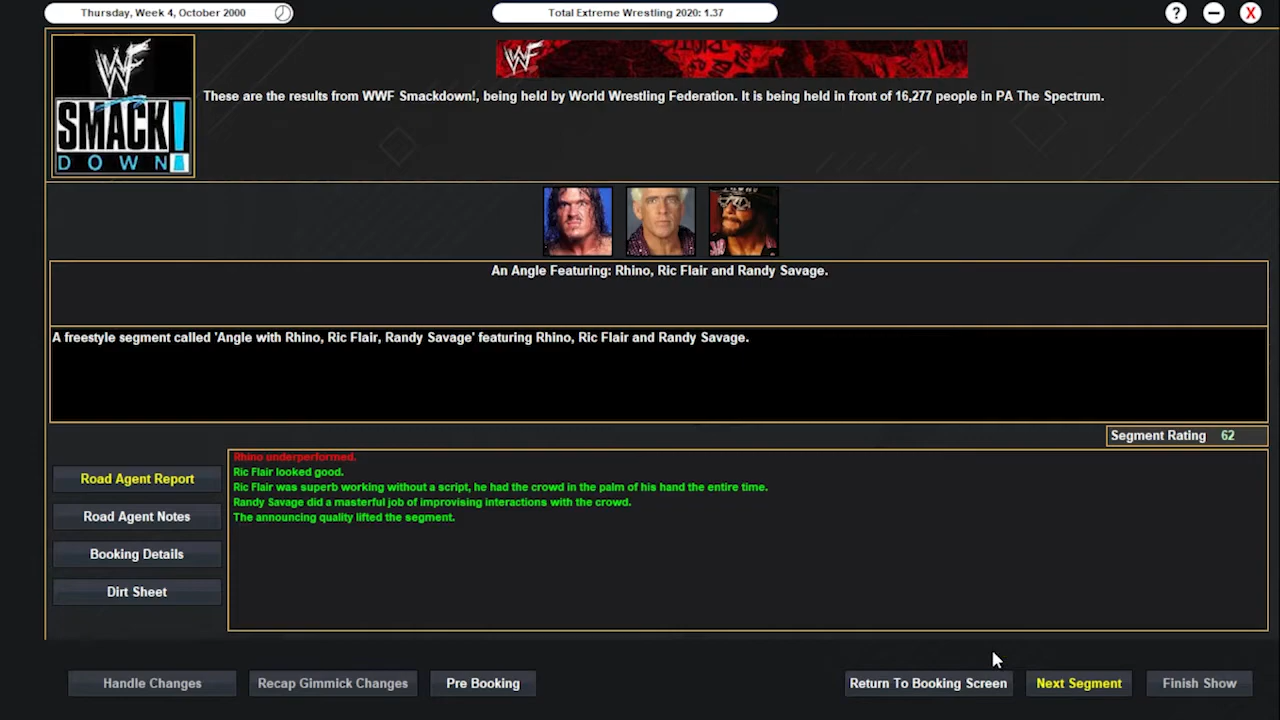 Thursday, Week 4, October 2000
Total Extreme Wrestling 2020: 1.37
?
X
SMACK!
DOWN!
These are the results from WWF Smackdown!, being held by World Wrestling Federation. It is being held in front of 16,277 people in PA The Spectrum.
An Angle Featuring: Rhino, Ric Flair and Randy Savage.
A freestyle segment called 'Angle with Rhino, Ric Flair, Randy Savage' featuring Rhino, Ric Flair and Randy Savage.
Segment Rating 62
Rhino underperformed.
Ric Flair looked good.
Ric Flair was superb working without a script, he had the crowd in the palm of his hand the entire time.
Randy Savage did a masterful job of improvising interactions with the crowd.
The announcing quality lifted the segment.
Road Agent Report
Road Agent Notes
Booking Details
Dirt Sheet
Handle Changes
Recap Gimmick Changes
Pre Booking
Return To Booking Screen
Next Segment
Finish Show